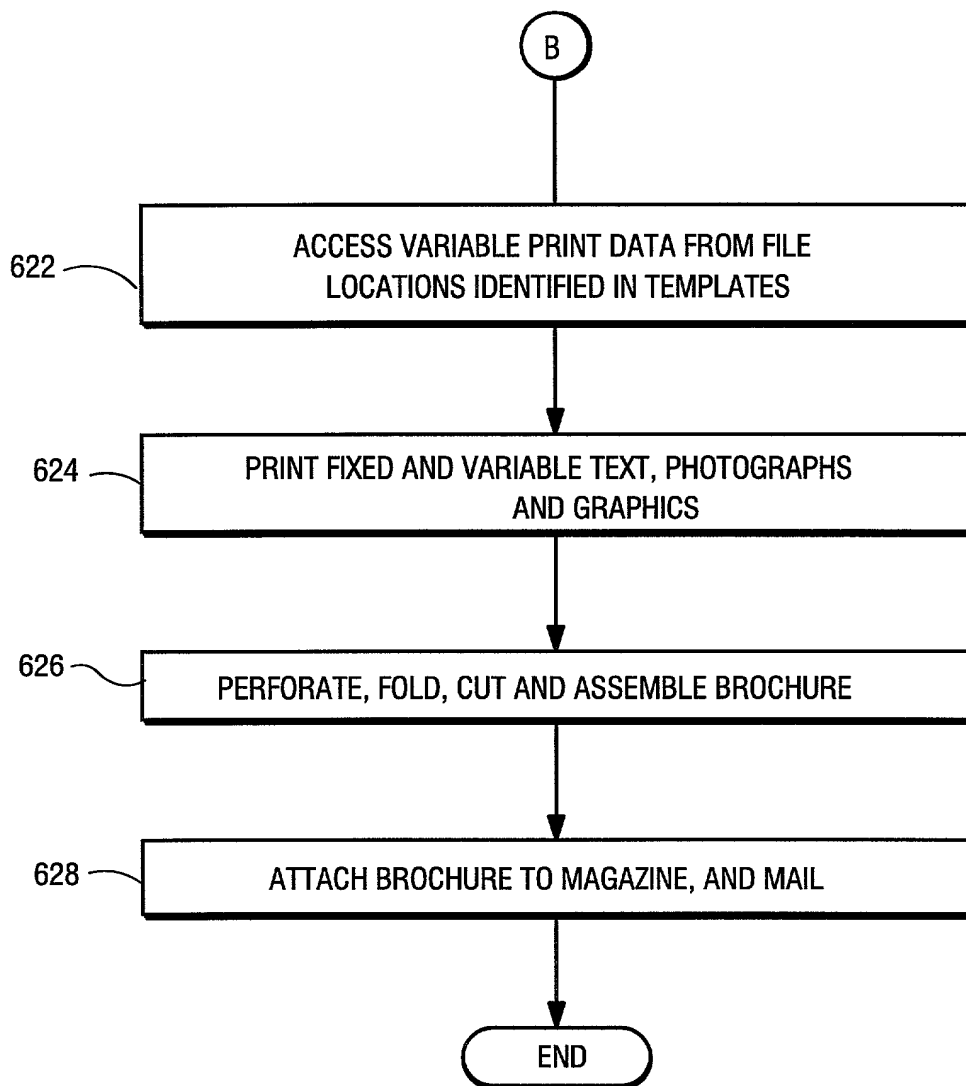 B
622
ACCESS VARIABLE PRINT DATA FROM FILE
LOCATIONS IDENTIFIED IN TEMPLATES
624
PRINT FIXED AND VARIABLE TEXT, PHOTOGRAPHS
AND GRAPHICS
626
PERFORATE, FOLD, CUT AND ASSEMBLE BROCHURE
628
ATTACH BROCHURE TO MAGAZINE, AND MAIL
END